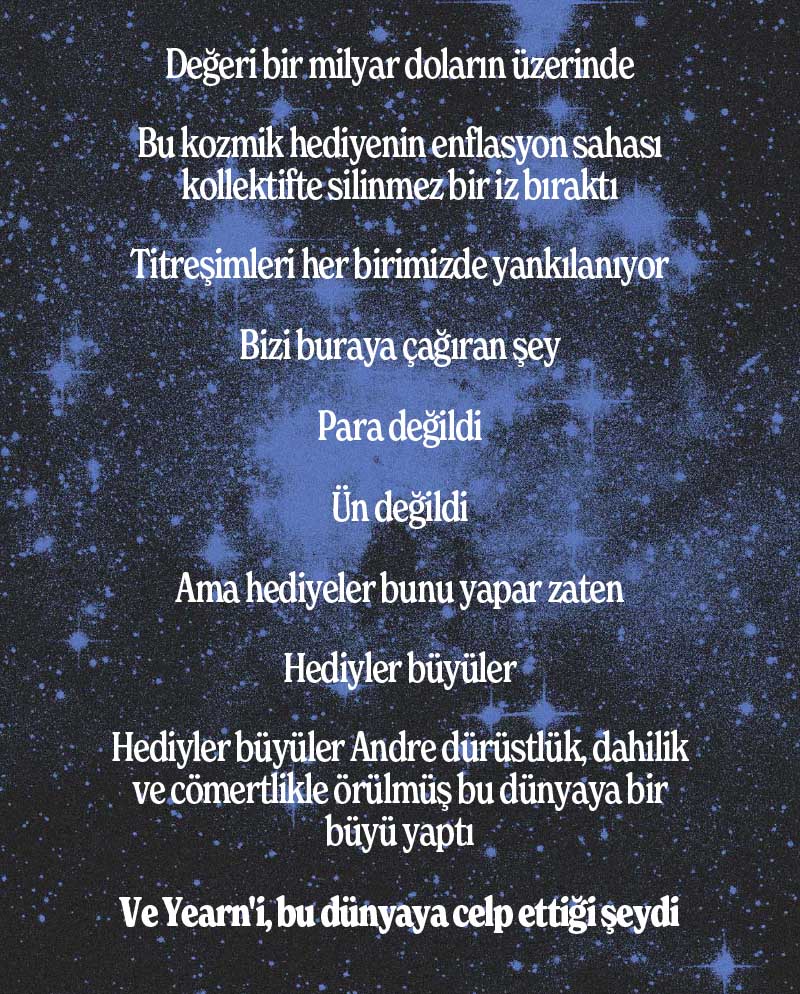 Değeri bir milyar doların üzerinde
Bu kozmik hediyenin enflasyon sahası
kollektifte silinmez bir iz bıraktı
Titreşimleri her birimizde yankılanıyor
Bizi buraya çağıran şey
Para değildi
Ün değildi
Ama hediyeler bunu yapar zaten
Hediyler büyüler
Hediyler büyüler Andre dürüstlük, dahilik
ve cömertlikle örülmüş bu dünyaya bir
büyü yaptı
Ve Yearn'i, bu dünyaya celp ettiği şeydi